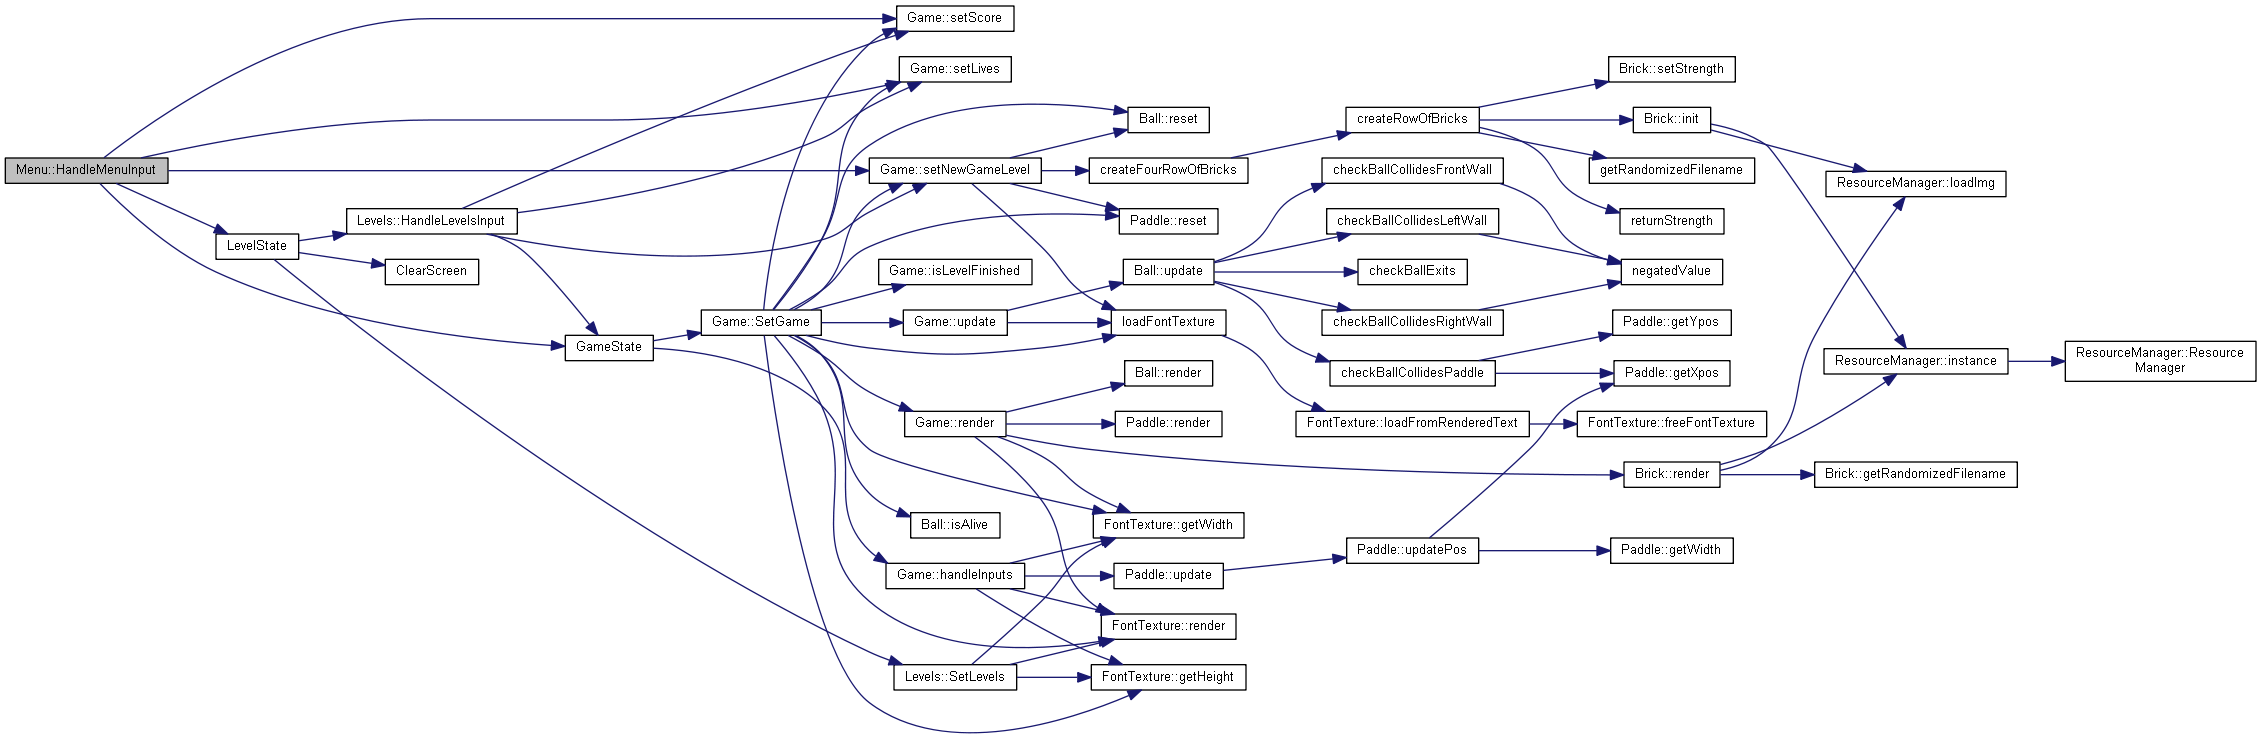 Game::setScore
Game::setLives
Brick::setStrength
Ball::reset
createRowOfBricks
Brick::init
Menu::HandleMenuInput
Game::setNewGameLevel
createFourRowOfBricks
checkBallCollidesFrontWall
getRandomizedFilename
ResourceManager::loadImg
Levels::HandleLevelsInput
Paddle::reset
checkBallCollidesLeftWall
returnStrength
LevelState
ClearScreen
Game::isLevelFinished
Ball::update
checkBallExits
negatedValue
Game::SetGame
Game::update
loadFontTexture
checkBallCollidesRightWall
Paddle::getYpos
GameState
Ball::render
checkBallCollidesPaddle
Paddle::getXpos
ResourceManager::instance
ResourceManager::Resource
Manager
Game::render
Paddle::render
FontTexture::loadFromRenderedText
FontTexture::freeFontTexture
Brick::render
Brick::getRandomizedFilename
Ball::isAlive
FontTexture::getWidth
Paddle::updatePos
Paddle::getWidth
Game::handleInputs
Paddle::update
FontTexture::render
Levels::SetLevels
FontTexture::getHeight